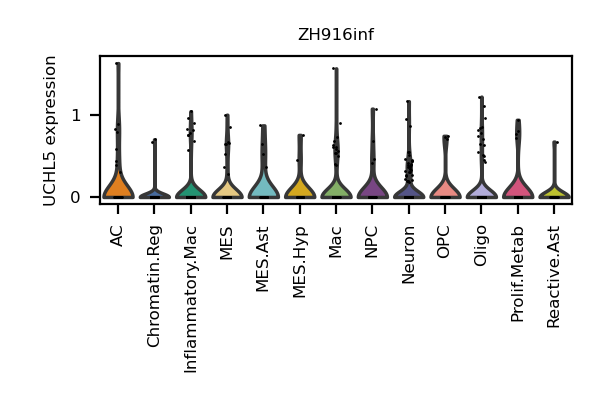 ZH916inf
UCHL5 expression
1
0
AC
Chromatin.Reg
Inflammatory.Mac
MES
MES.Ast
MES.Hyp
Mac
NPC
Neuron
OPC
Oligo
Prolif.Metab
Reactive.Ast